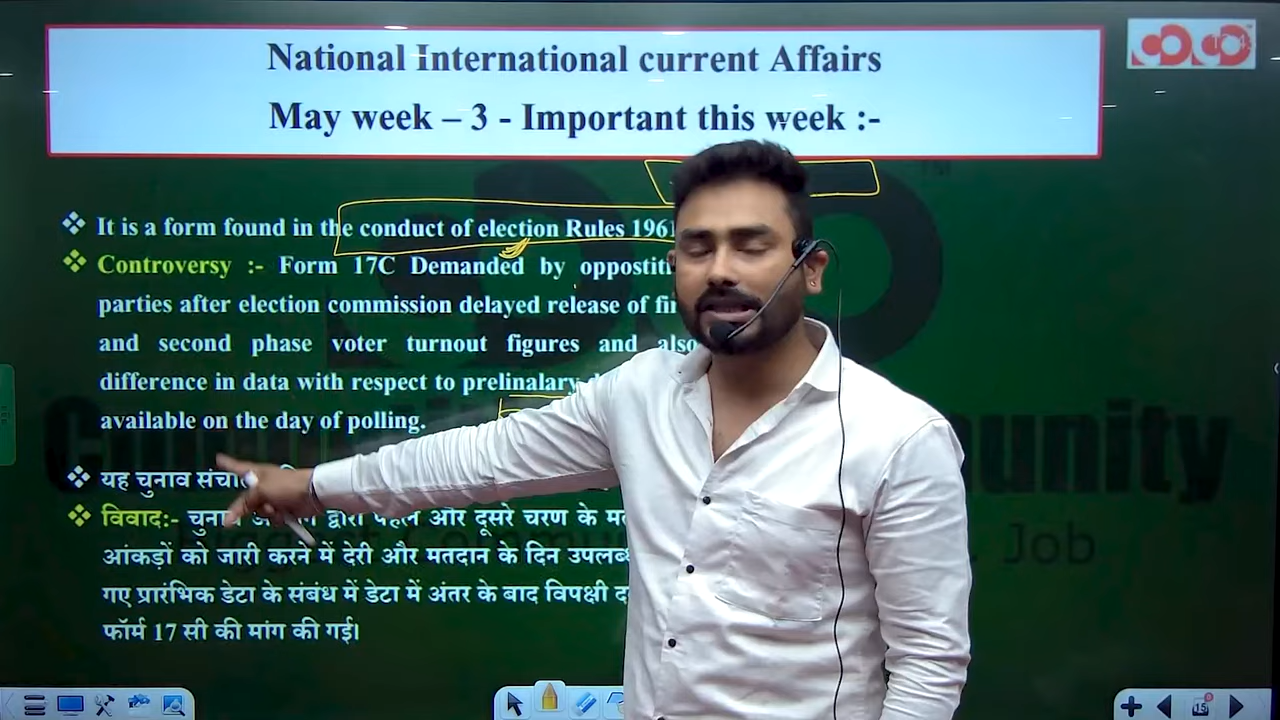 National International current Affairs
May week – 3 - Important this week :-
It is a form found in the conduct of election Rules 1961
Controversy :- Form 17C Demanded by
parties after election commission delayed release of
and second phase voter turnout figures and also
difference in data with respect to prelinalary
available on the day of polling.
यह चुनाव
विवाद:- द्वारा पहले और दूसरे चरण के
आंकड़ों को जारी करने में देरी और मतदान के दिन
गए प्रारंभिक डेटा के संबंध में डेटा में अंतर के बाद विपक्षी
फॉर्म 17 सी की मांग की गई।
Job
15